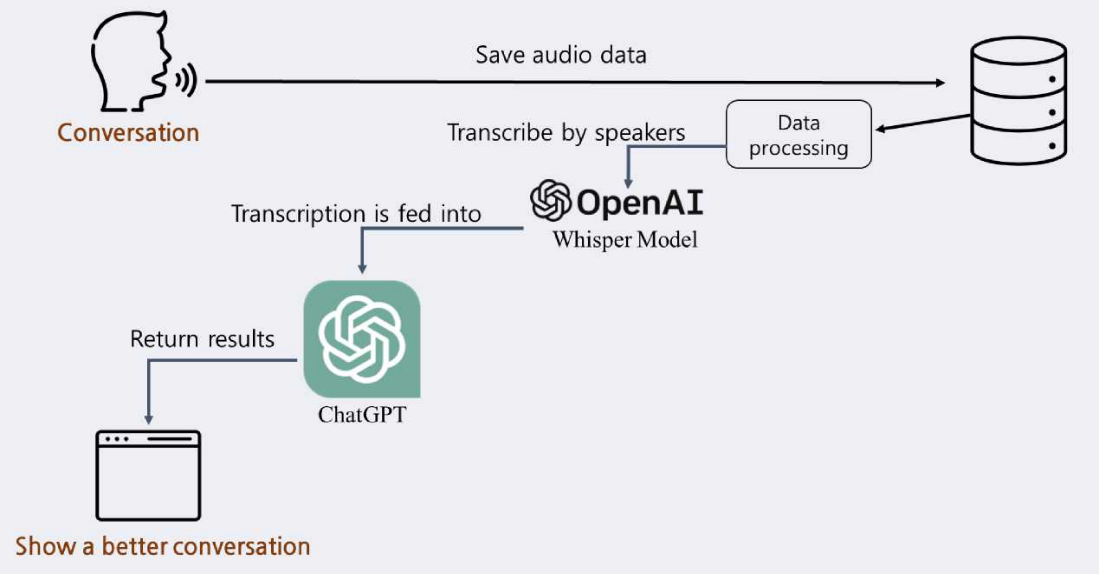 Save audio data
Conversation
Data
processing
Transcribe by speakers
OpenAI
Whisper Model
Transcription is fed into
ChatGPT
Return results
Show a better conversation